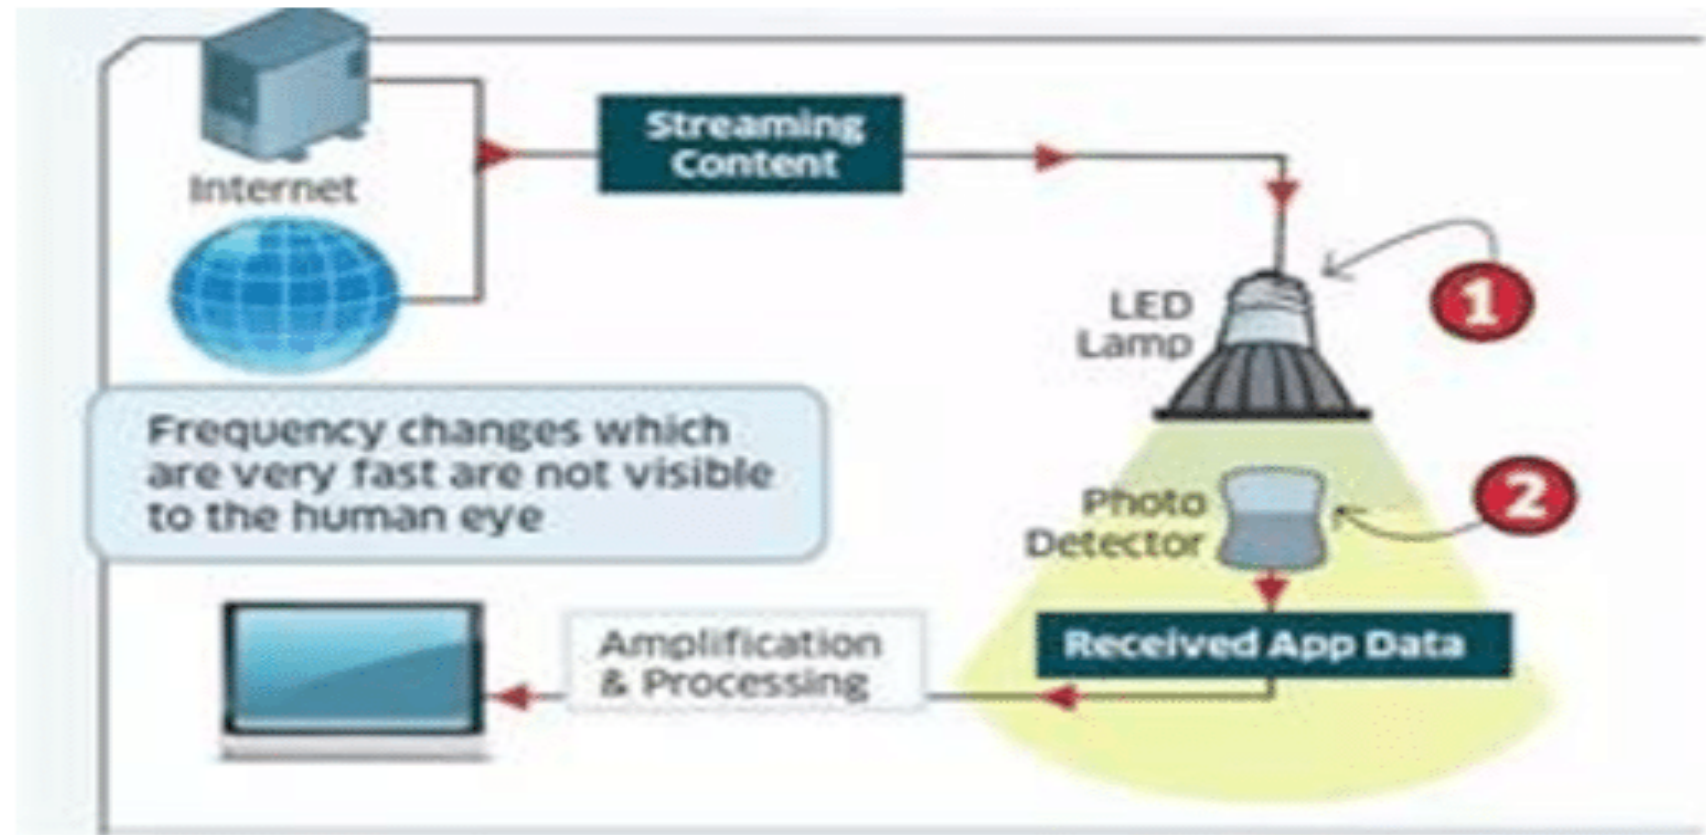 Internet
Streaming
Content
1
LED
Lamp
Frequency changes which
are very fast are not visible
to the human eye
2
Photo
Detector
Received App Data
Amplification
& Processing